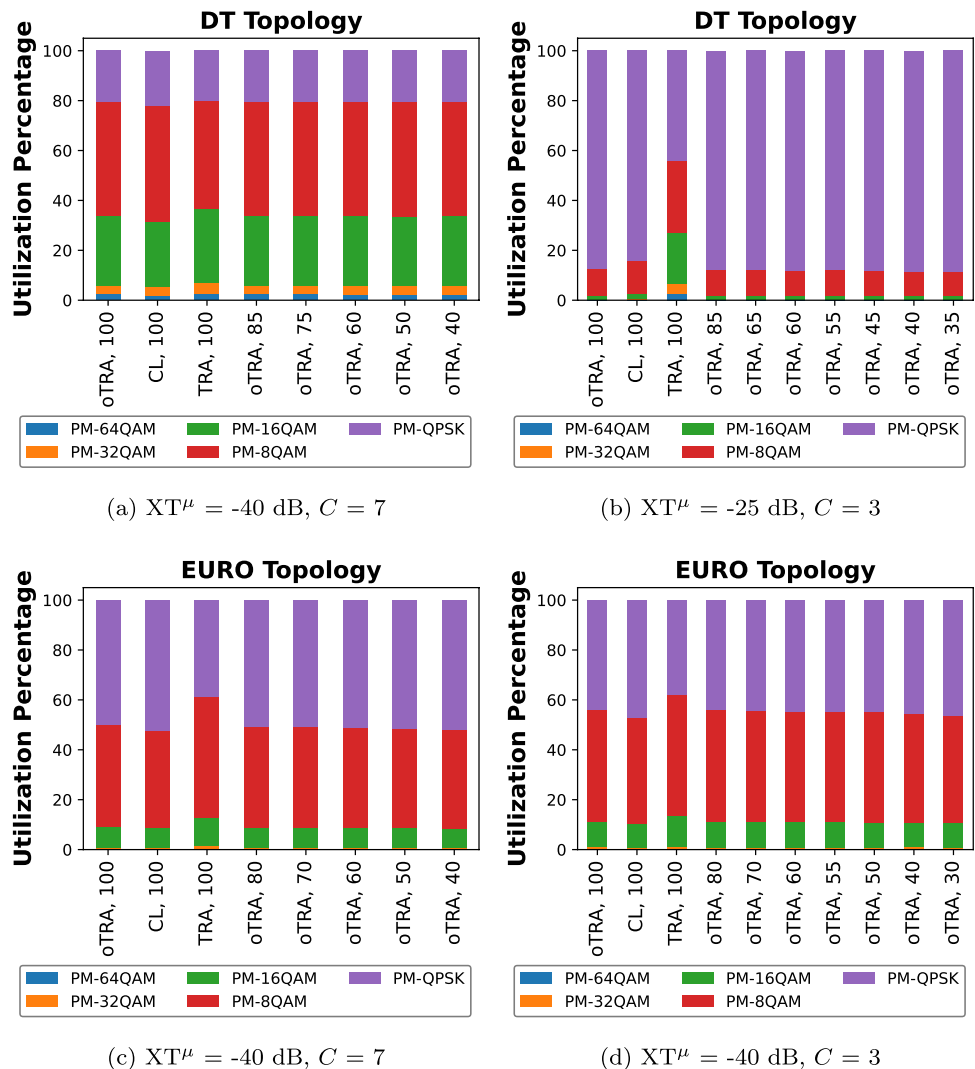 DT Topology
Utilization Percentage
100
80
60
40
20
0
oTRA, 100
CL, 100
TRA, 100
oTRA, 85
oTRA, 75
oTRA, 60
oTRA, 50
oTRA, 40
PM-64QAM PM-16QAM PM-QPSK
PM-32QAM PM-8QAM
(a) XT^μ = -40 dB, C = 7
DT Topology
Utilization Percentage
100
80
60
40
20
0
oTRA, 100
CL, 100
TRA, 100
oTRA, 85
oTRA, 65
oTRA, 60
oTRA, 55
oTRA, 45
oTRA, 40
oTRA, 35
PM-64QAM PM-16QAM PM-QPSK
PM-32QAM PM-8QAM
(b) XT^μ = -25 dB, C = 3
EURO Topology
Utilization Percentage
100
80
60
40
20
0
oTRA, 100
CL, 100
TRA, 100
oTRA, 80
oTRA, 70
oTRA, 60
oTRA, 50
oTRA, 40
PM-64QAM PM-16QAM PM-QPSK
PM-32QAM PM-8QAM
(c) XT^μ = -40 dB, C = 7
EURO Topology
Utilization Percentage
100
80
60
40
20
0
oTRA, 100
CL, 100
TRA, 100
oTRA, 80
oTRA, 70
oTRA, 60
oTRA, 55
oTRA, 50
oTRA, 40
oTRA, 30
PM-64QAM PM-16QAM PM-QPSK
PM-32QAM PM-8QAM
(d) XT^μ = -40 dB, C = 3